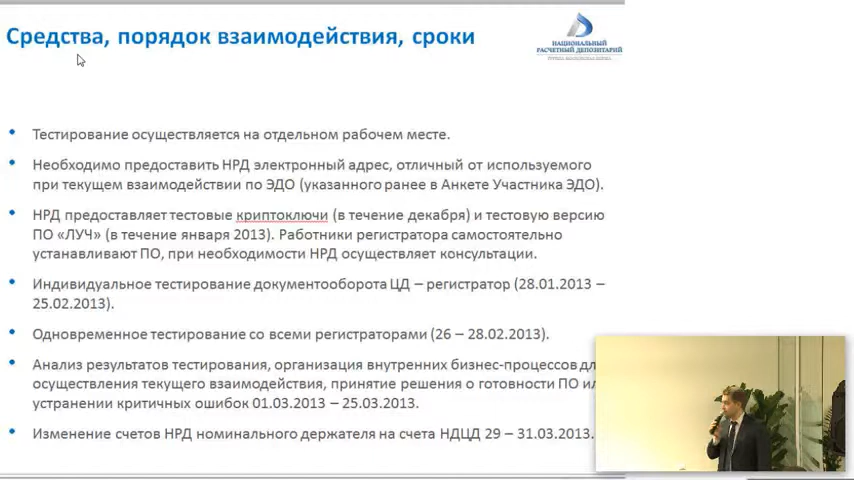 Средства, порядок взаимодействия, сроки
НАЦИОНАЛЬНЫЙ
РАСЧЕТНЫЙ ДЕПОЗИТАРИЙ
Тестирование осуществляется на отдельном рабочем месте.
Необходимо предоставить НРД электронный адрес, отличный от используемого
при текущем взаимодействии по ЭДО (указанного ранее в Анкете Участника ЭДО).
НРД предоставляет тестовые криптоключи (в течение декабря) и тестовую версию
ПО «ЛУЧ» (в течение января 2013). Работники регистратора самостоятельно
устанавливают ПО, при необходимости НРД осуществляет консультации.
Индивидуальное тестирование документооборота ЦД – регистратор (28.01.2013 –
25.02.2013).
Одновременное тестирование со всеми регистраторами (26 – 28.02.2013).
Анализ результатов тестирования, организация внутренних бизнес-процессов дл
осуществления текущего взаимодействия, принятие решения о готовности ПО ил
устранении критичных ошибок 01.03.2013 – 25.03.2013.
Изменение счетов НРД номинального держателя на счета НДЦД 29 – 31.03.2013.